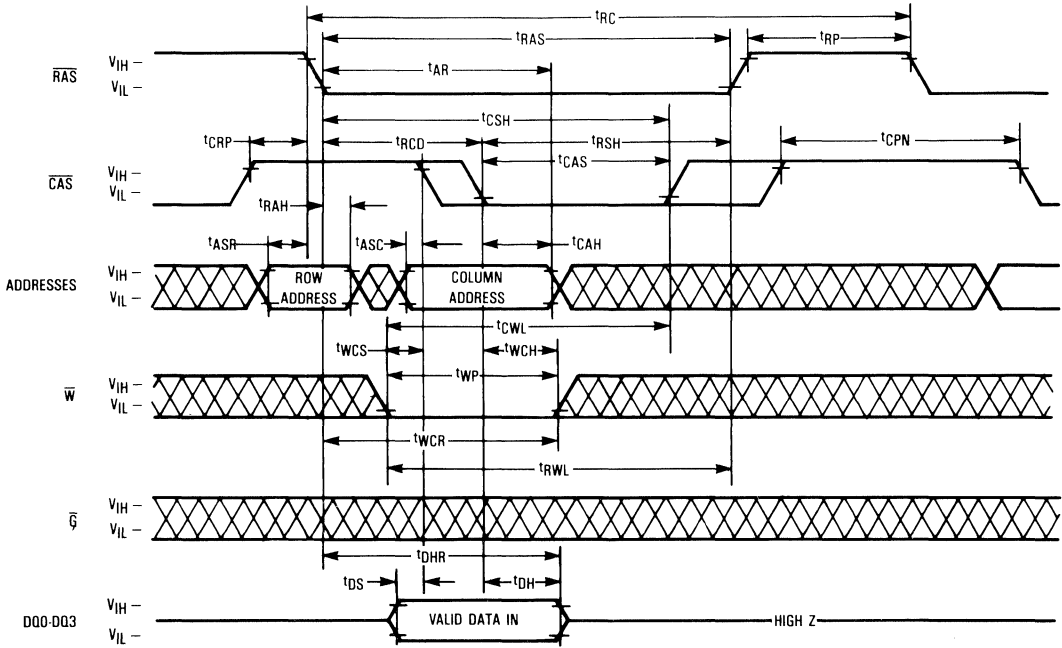 tRC
tRAS
tRP
RAS
VIH
VIL
tAR
tCSH
tCRP
tRCD
tRSH
tCAS
tCPN
CAS
VIH
VIL
tRAH
tASR
tASC
tCAH
ADDRESSES
VIH
VIL
ROW
ADDRESS
COLUMN
ADDRESS
tCWL
tWCS
tWCH
tWP
W
VIH
VIL
tWCR
tRWL
G
VIH
VIL
tDHR
tDS
tDH
DQ0-DQ3
VIH
VIL
VALID DATA IN
HIGH Z